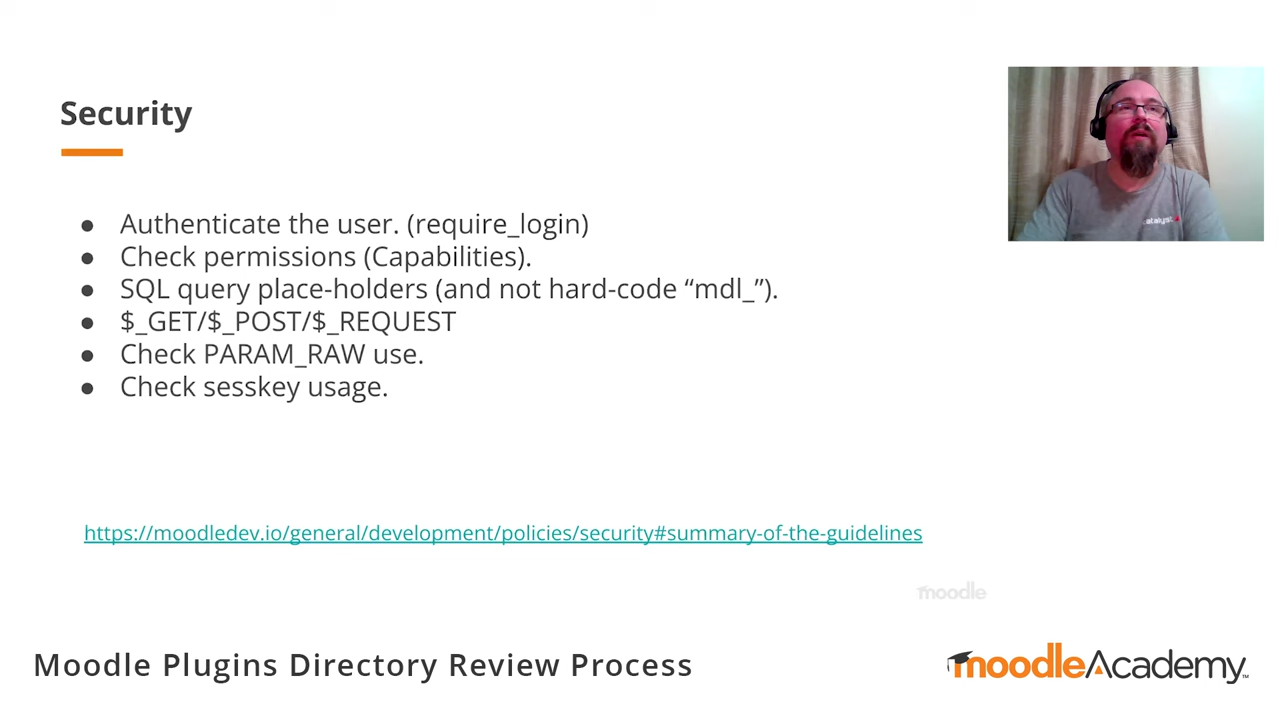 Security
● Authenticate the user. (require_login)
● Check permissions (Capabilities).
● SQL query place-holders (and not hard-code “mdl_”).
● $_GET/$_POST/$_REQUEST
● Check PARAM_RAW use.
● Check sesskey usage.
atalyst
https://moodledev.io/general/development/policies/security#summary-of-the-guidelines
moodle
Moodle Plugins Directory Review Process
moodleAcademy™